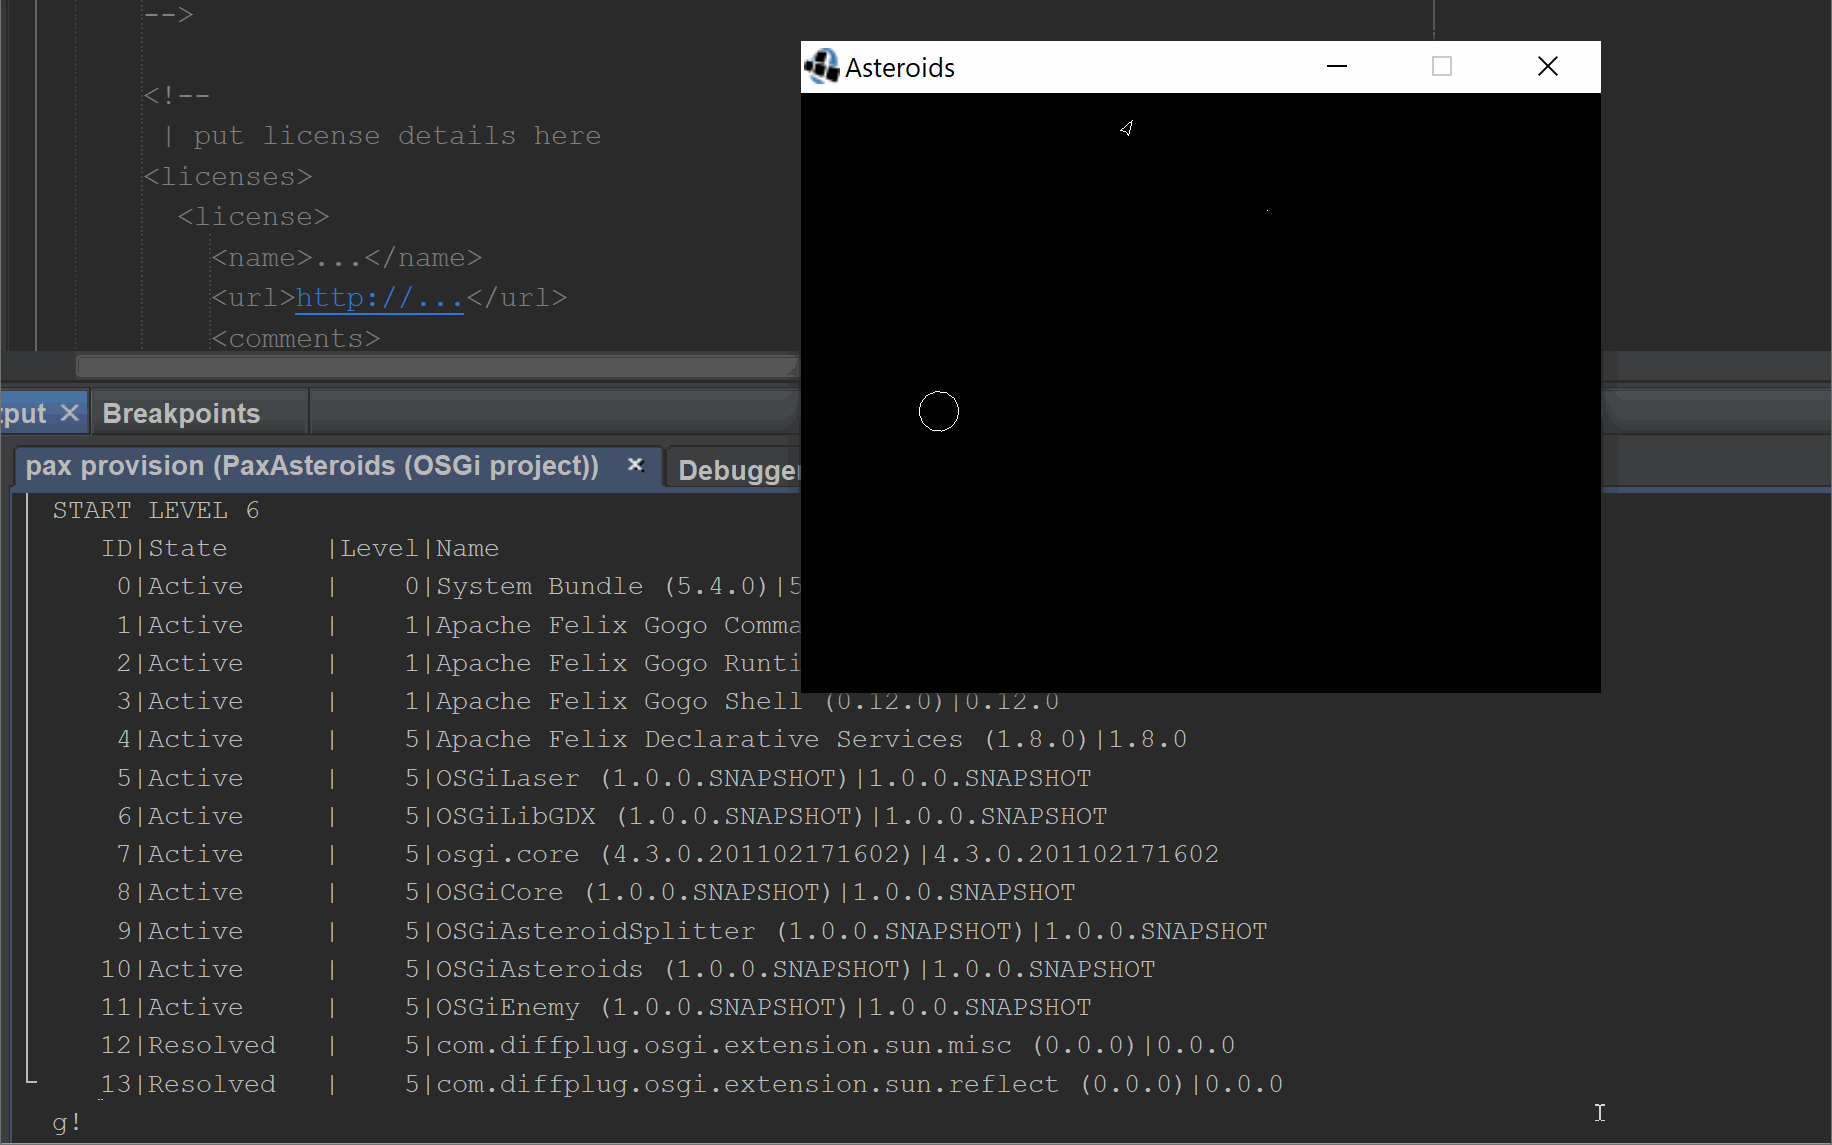 -->
<!--
| put license details here
<licenses>
<license>
<name>...</name>
<url>http://...</url>
<comments>
Asteroids
Breakpoints
pax provision (PaxAsteroids (OSGi project))
START LEVEL 6
ID|State |Level|Name
0|Active | 0|System Bundle (5.4.0)|5
1|Active | 1|Apache Felix Gogo Comma
2|Active | 1|Apache Felix Gogo Runti
3|Active | 1|Apache Felix Gogo Shell (0.12.0)|0.12.0
4|Active | 5|Apache Felix Declarative Services (1.8.0)|1.8.0
5|Active | 5|OSGiLaser (1.0.0.SNAPSHOT)|1.0.0.SNAPSHOT
6|Active | 5|OSGiLibGDX (1.0.0.SNAPSHOT)|1.0.0.SNAPSHOT
7|Active | 5|osgi.core (4.3.0.201102171602)|4.3.0.201102171602
8|Active | 5|OSGiCore (1.0.0.SNAPSHOT)|1.0.0.SNAPSHOT
9|Active | 5|OSGiAsteroidSplitter (1.0.0.SNAPSHOT)|1.0.0.SNAPSHOT
10|Active | 5|OSGiAsteroids (1.0.0.SNAPSHOT)|1.0.0.SNAPSHOT
11|Active | 5|OSGiEnemy (1.0.0.SNAPSHOT)|1.0.0.SNAPSHOT
12|Resolved | 5|com.diffplug.osgi.extension.sun.misc (0.0.0)|0.0.0
13|Resolved | 5|com.diffplug.osgi.extension.sun.reflect (0.0.0)|0.0.0
g!